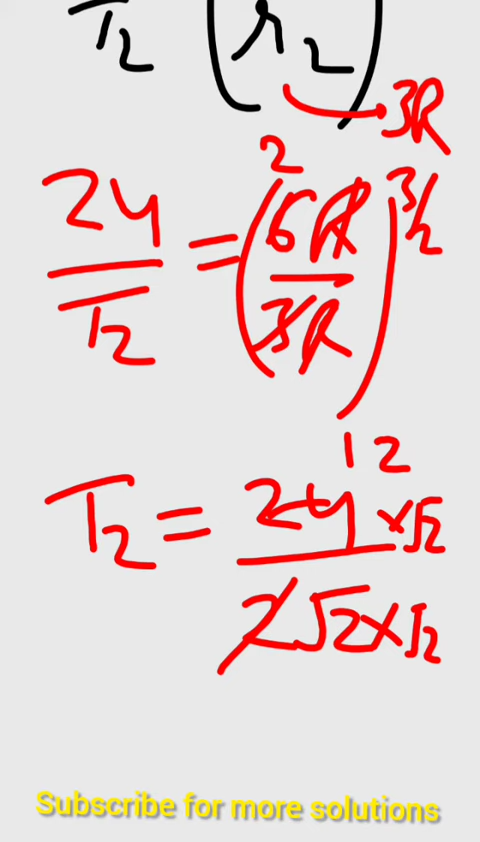 T2 (r2)
3R
24/T2 = (6R/3R)^3/2
2
12
T2 = 24×√2/2√2×√2
Subscribe for more solutions